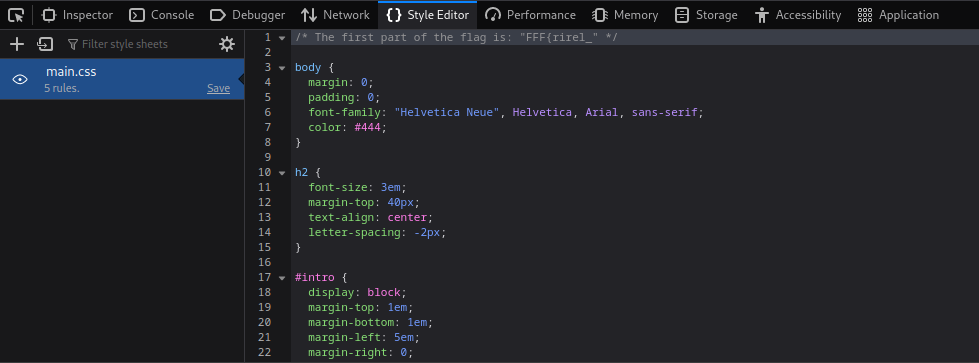 Inspector Console Debugger Network Style Editor Performance Memory Storage Accessibility Application
Filter style sheets
main.css
5 rules. Save
1 /* The first part of the flag is: "FFF{rirel_" */
2
3 body {
4 margin: 0;
5 padding: 0;
6 font-family: "Helvetica Neue", Helvetica, Arial, sans-serif;
7 color: #444;
8 }
9
10 h2 {
11 font-size: 3em;
12 margin-top: 40px;
13 text-align: center;
14 letter-spacing: -2px;
15 }
16
17 #intro {
18 display: block;
19 margin-top: 1em;
20 margin-bottom: 1em;
21 margin-left: 5em;
22 margin-right: 0;